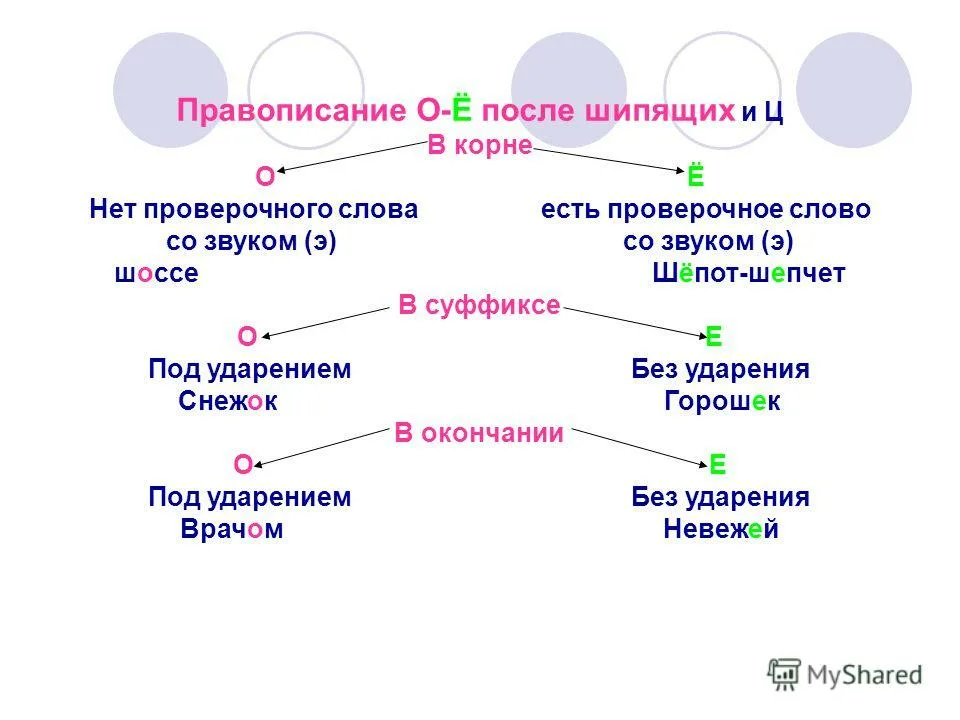 Правописание О-Ё после шипящих и Ц
В корне
О Ё
Нет проверочного слова есть проверочное слово
со звуком (э) со звуком (э)
шоссе Шёпот-шепчет
В суффиксе
О Е
Под ударением Без ударения
Снежок Горошек
В окончании
О Е
Под ударением Без ударения
Врачом Невежей
MyShared